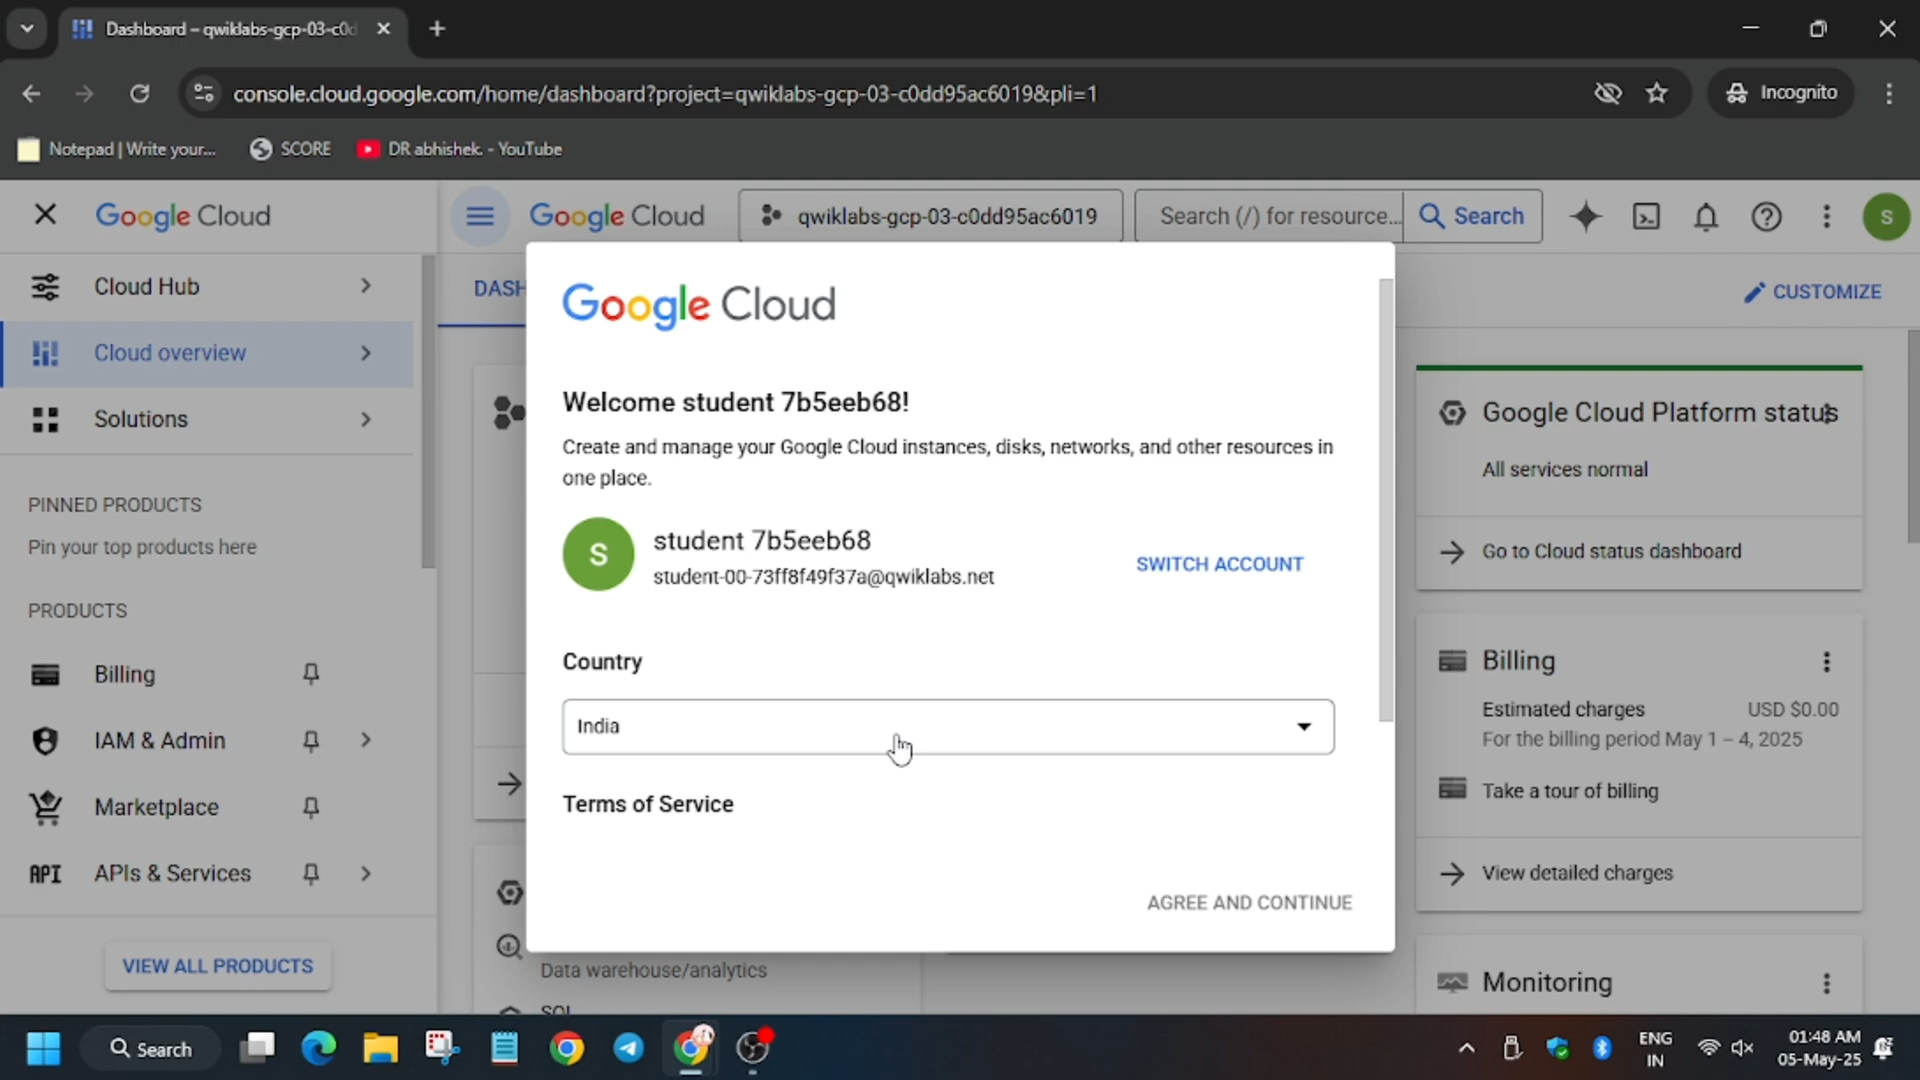 Dashboard – qwiklabs-gcp-03-c0d
console.cloud.google.com/home/dashboard?project=qwiklabs-gcp-03-c0dd95ac6019&pli=1
Incognito
Notepad | Write your...
SCORE
DR abhishek. - YouTube
Google Cloud
Google Cloud
qwiklabs-gcp-03-c0dd95ac6019
Search (/) for resource...
Search
S
Cloud Hub
Cloud overview
Solutions
PINNED PRODUCTS
Pin your top products here
PRODUCTS
Billing
IAM & Admin
Marketplace
API
APIs & Services
VIEW ALL PRODUCTS
DASH
CUSTOMIZE
Google Cloud
Welcome student 7b5eeb68!
Create and manage your Google Cloud instances, disks, networks, and other resources in
one place.
S
student 7b5eeb68
student-00-73ff8f49f37a@qwiklabs.net
SWITCH ACCOUNT
Country
India
Terms of Service
AGREE AND CONTINUE
Data warehouse/analytics
SQL
Google Cloud Platform status
All services normal
Go to Cloud status dashboard
Billing
Estimated charges
USD $0.00
For the billing period May 1 – 4, 2025
Take a tour of billing
View detailed charges
Monitoring
Search
ENG
IN
01:48 AM
05-May-25